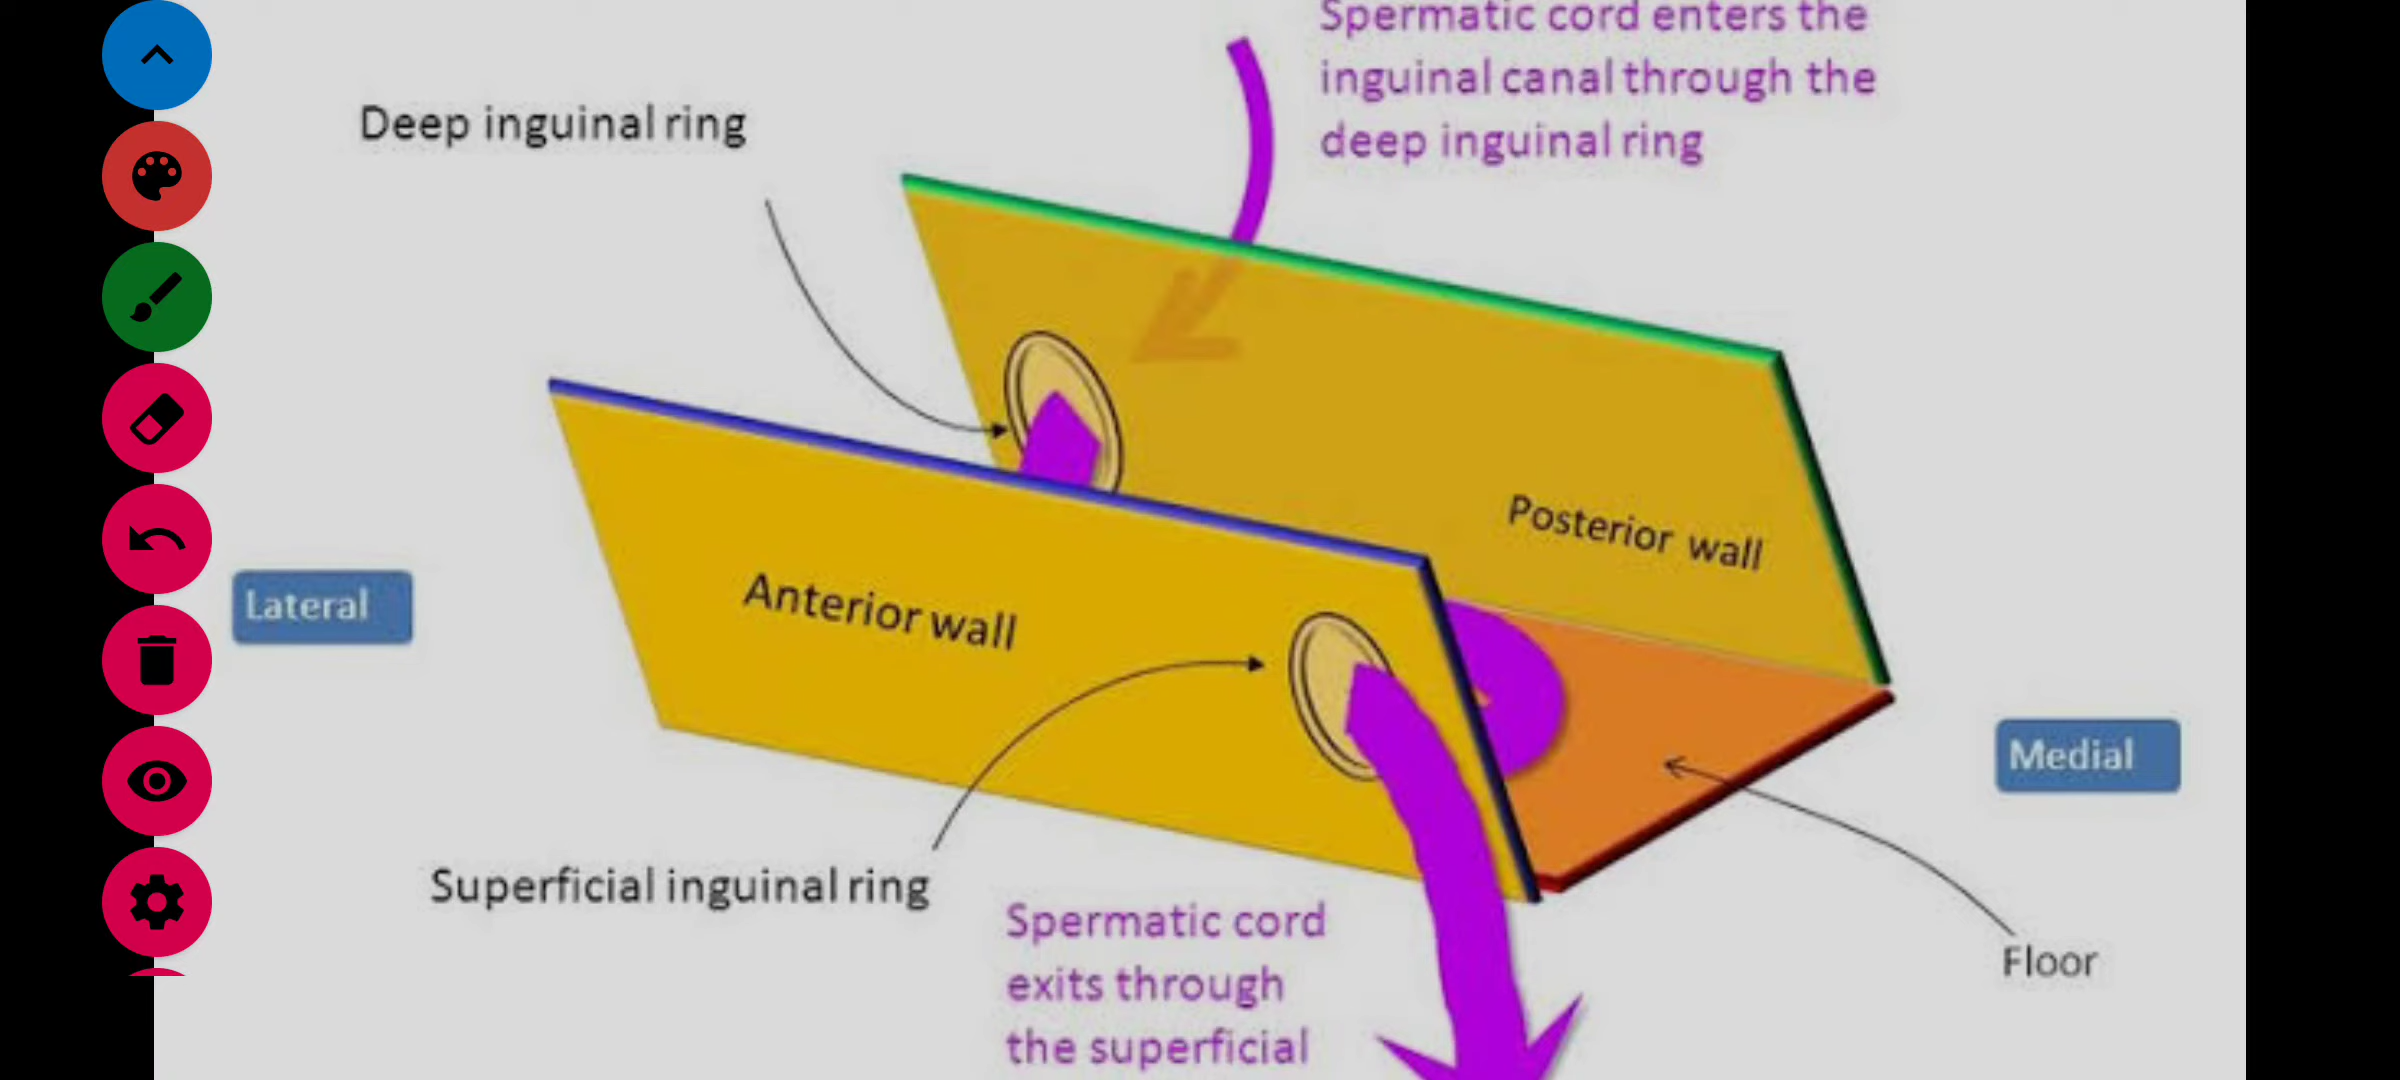 Spermatic cord enters the
inguinal canal through the
deep inguinal ring
Deep inguinal ring
Posterior wall
Anterior wall
Lateral
Medial
Superficial inguinal ring
Spermatic cord
exits through
the superficial
Floor